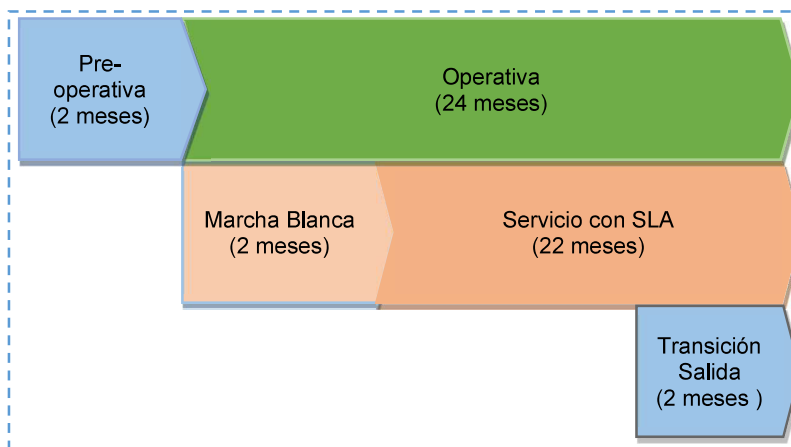 Pre-
operativa
(2 meses)
Operativa
(24 meses)
Marcha Blanca
(2 meses)
Servicio con SLA
(22 meses)
Transición
Salida
(2 meses )